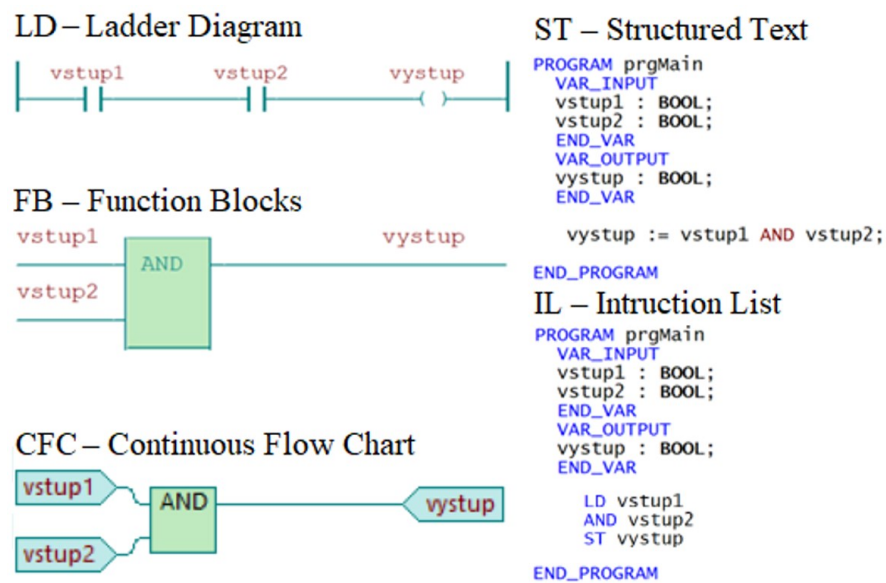 LD – Ladder Diagram
vstup1 vstup2 vystup
FB – Function Blocks
vstup1 vystup
AND
vstup2
CFC – Continuous Flow Chart
vstup1
AND
vystup
vstup2
ST – Structured Text
PROGRAM prgMain
VAR_INPUT
vstup1 : BOOL;
vstup2 : BOOL;
END_VAR
VAR_OUTPUT
vystup : BOOL;
END_VAR
vystup := vstup1 AND vstup2;
END_PROGRAM
IL – Intruction List
PROGRAM prgMain
VAR_INPUT
vstup1 : BOOL;
vstup2 : BOOL;
END_VAR
VAR_OUTPUT
vystup : BOOL;
END_VAR
LD vstup1
AND vstup2
ST vystup
END_PROGRAM